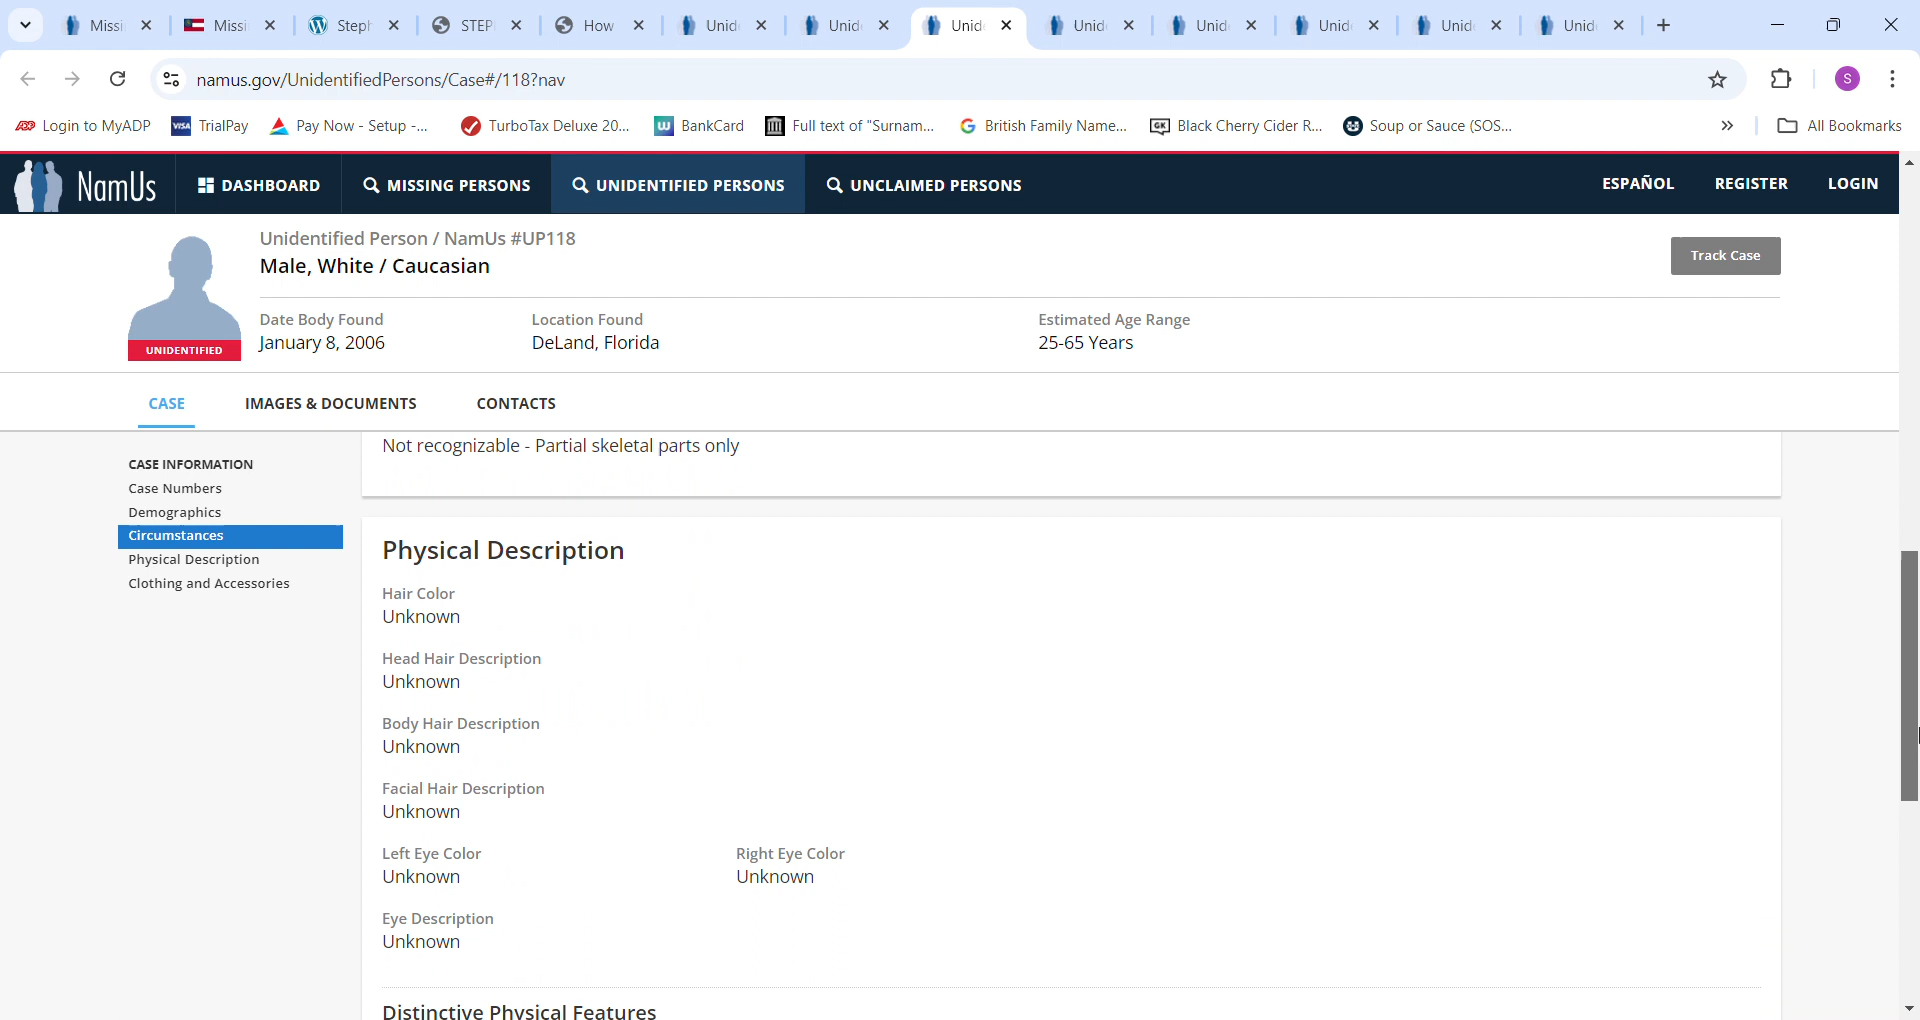 Missi
Missi
Steph
STEP
How
Unid
Unid
Unid
Unid
Unid
Unid
Unid
Unid
namus.gov/UnidentifiedPersons/Case#/118?nav
S
Login to MyADP
VISA TrialPay
Pay Now - Setup -...
TurboTax Deluxe 20...
W BankCard
Full text of "Surnam...
British Family Name...
GK Black Cherry Cider R...
Soup or Sauce (SOS...
All Bookmarks
NamUs
DASHBOARD
MISSING PERSONS
UNIDENTIFIED PERSONS
UNCLAIMED PERSONS
ESPAÑOL
REGISTER
LOGIN
Unidentified Person / NamUs #UP118
Male, White / Caucasian
Track Case
UNIDENTIFIED
Date Body Found
January 8, 2006
Location Found
DeLand, Florida
Estimated Age Range
25-65 Years
CASE
IMAGES & DOCUMENTS
CONTACTS
CASE INFORMATION
Case Numbers
Demographics
Circumstances
Physical Description
Clothing and Accessories
Not recognizable - Partial skeletal parts only
Physical Description
Hair Color
Unknown
Head Hair Description
Unknown
Body Hair Description
Unknown
Facial Hair Description
Unknown
Left Eye Color
Unknown
Right Eye Color
Unknown
Eye Description
Unknown
Distinctive Physical Features